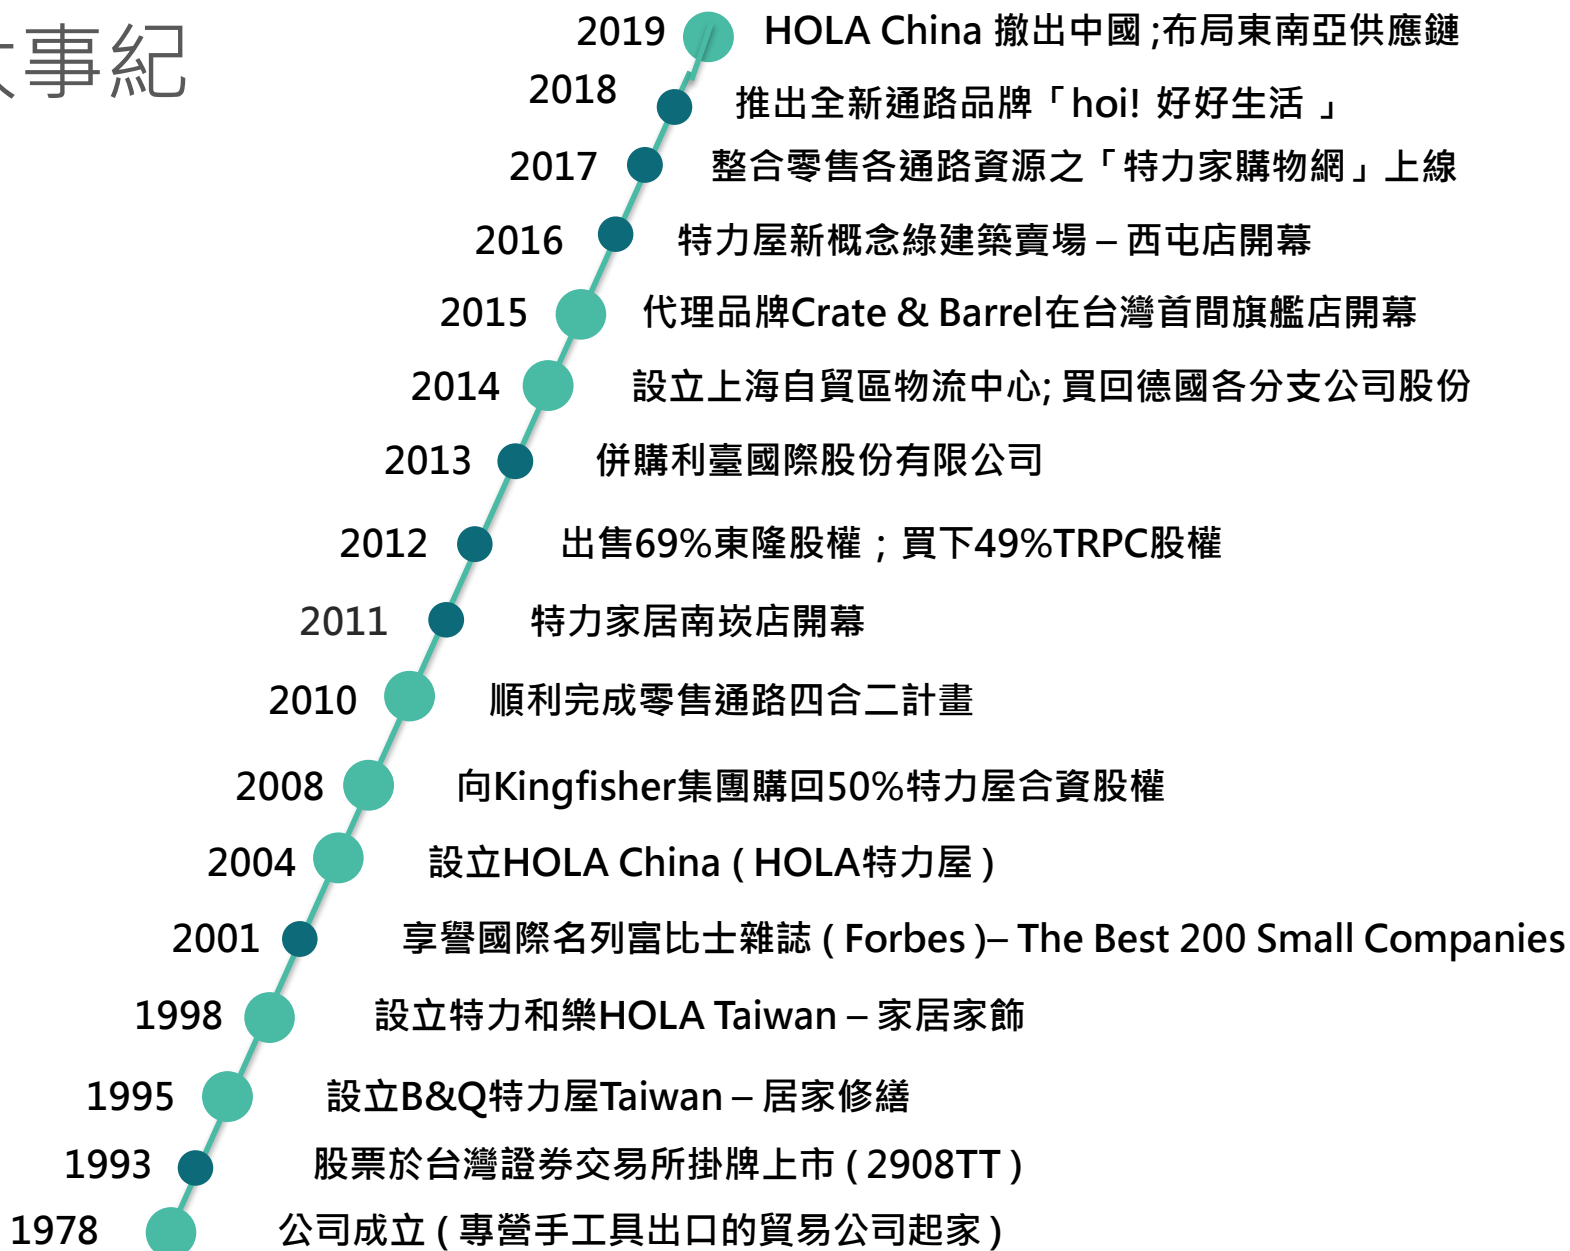 大事紀
2019 HOLA China 撤出中國 ;布局東南亞供應鏈
2018 推出全新通路品牌「hoi! 好好生活 」
2017 整合零售各通路資源之「特力家購物網」上線
2016 特力屋新概念綠建築賣場 – 西屯店開幕
2015 代理品牌Crate & Barrel在台灣首間旗艦店開幕
2014 設立上海自貿區物流中心; 買回德國各分支公司股份
2013 併購利臺國際股份有限公司
2012 出售69%東隆股權；買下49%TRPC股權
2011 特力家居南崁店開幕
2010 順利完成零售通路四合二計畫
2008 向Kingfisher集團購回50%特力屋合資股權
2004 設立HOLA China ( HOLA特力屋 )
2001 享譽國際名列富比士雜誌 ( Forbes )– The Best 200 Small Companies
1998 設立特力和樂HOLA Taiwan – 家居家飾
1995 設立B&Q特力屋Taiwan – 居家修繕
1993 股票於台灣證券交易所掛牌上市 ( 2908TT )
1978 公司成立 ( 專營手工具出口的貿易公司起家 )